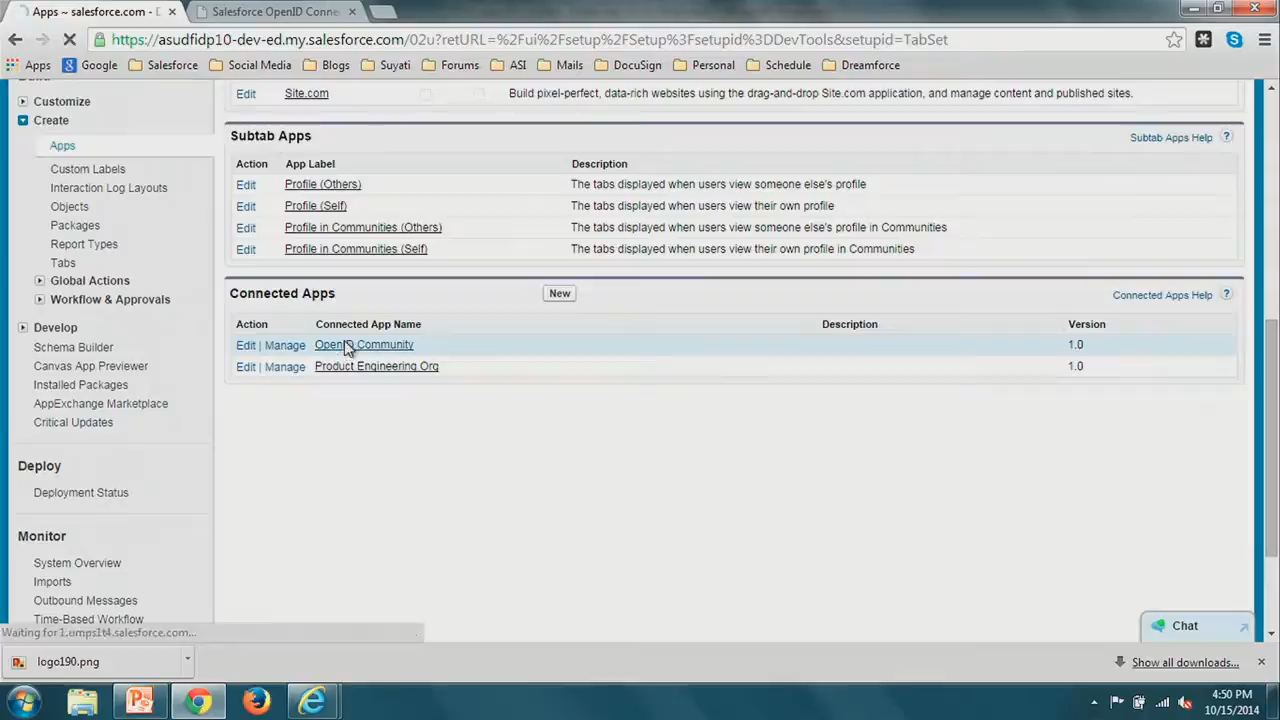 Apps ~ salesforce.com - D
Salesforce OpenID Conne
https://asudfidp10-dev-ed.my.salesforce.com/02u?retURL=%2Fui%2Fsetup%2FSetup%3Fsetupid%3DDevTools&setupid=TabSet
Apps Google Salesforce Social Media Blogs Suyati Forums ASI Mails DocuSign Personal Schedule Dreamforce
Customize
Create
Apps
Custom Labels
Interaction Log Layouts
Objects
Packages
Report Types
Tabs
Global Actions
Workflow & Approvals
Develop
Schema Builder
Canvas App Previewer
Installed Packages
AppExchange Marketplace
Critical Updates
Deploy
Deployment Status
Monitor
System Overview
Imports
Outbound Messages
Time-Based Workflow
Edit Site.com Build pixel-perfect, data-rich websites using the drag-and-drop Site.com application, and manage content and published sites.
Subtab Apps Subtab Apps Help ?
Action App Label Description
Edit Profile (Others) The tabs displayed when users view someone else's profile
Edit Profile (Self) The tabs displayed when users view their own profile
Edit Profile in Communities (Others) The tabs displayed when users view someone else's profile in Communities
Edit Profile in Communities (Self) The tabs displayed when users view their own profile in Communities
Connected Apps New Connected Apps Help ?
Action Connected App Name Description Version
Edit | Manage OpenID Community 1.0
Edit | Manage Product Engineering Org 1.0
Chat
Waiting for 1.umps1t4.salesforce.com...
logo190.png
Show all downloads...
4:50 PM
10/15/2014